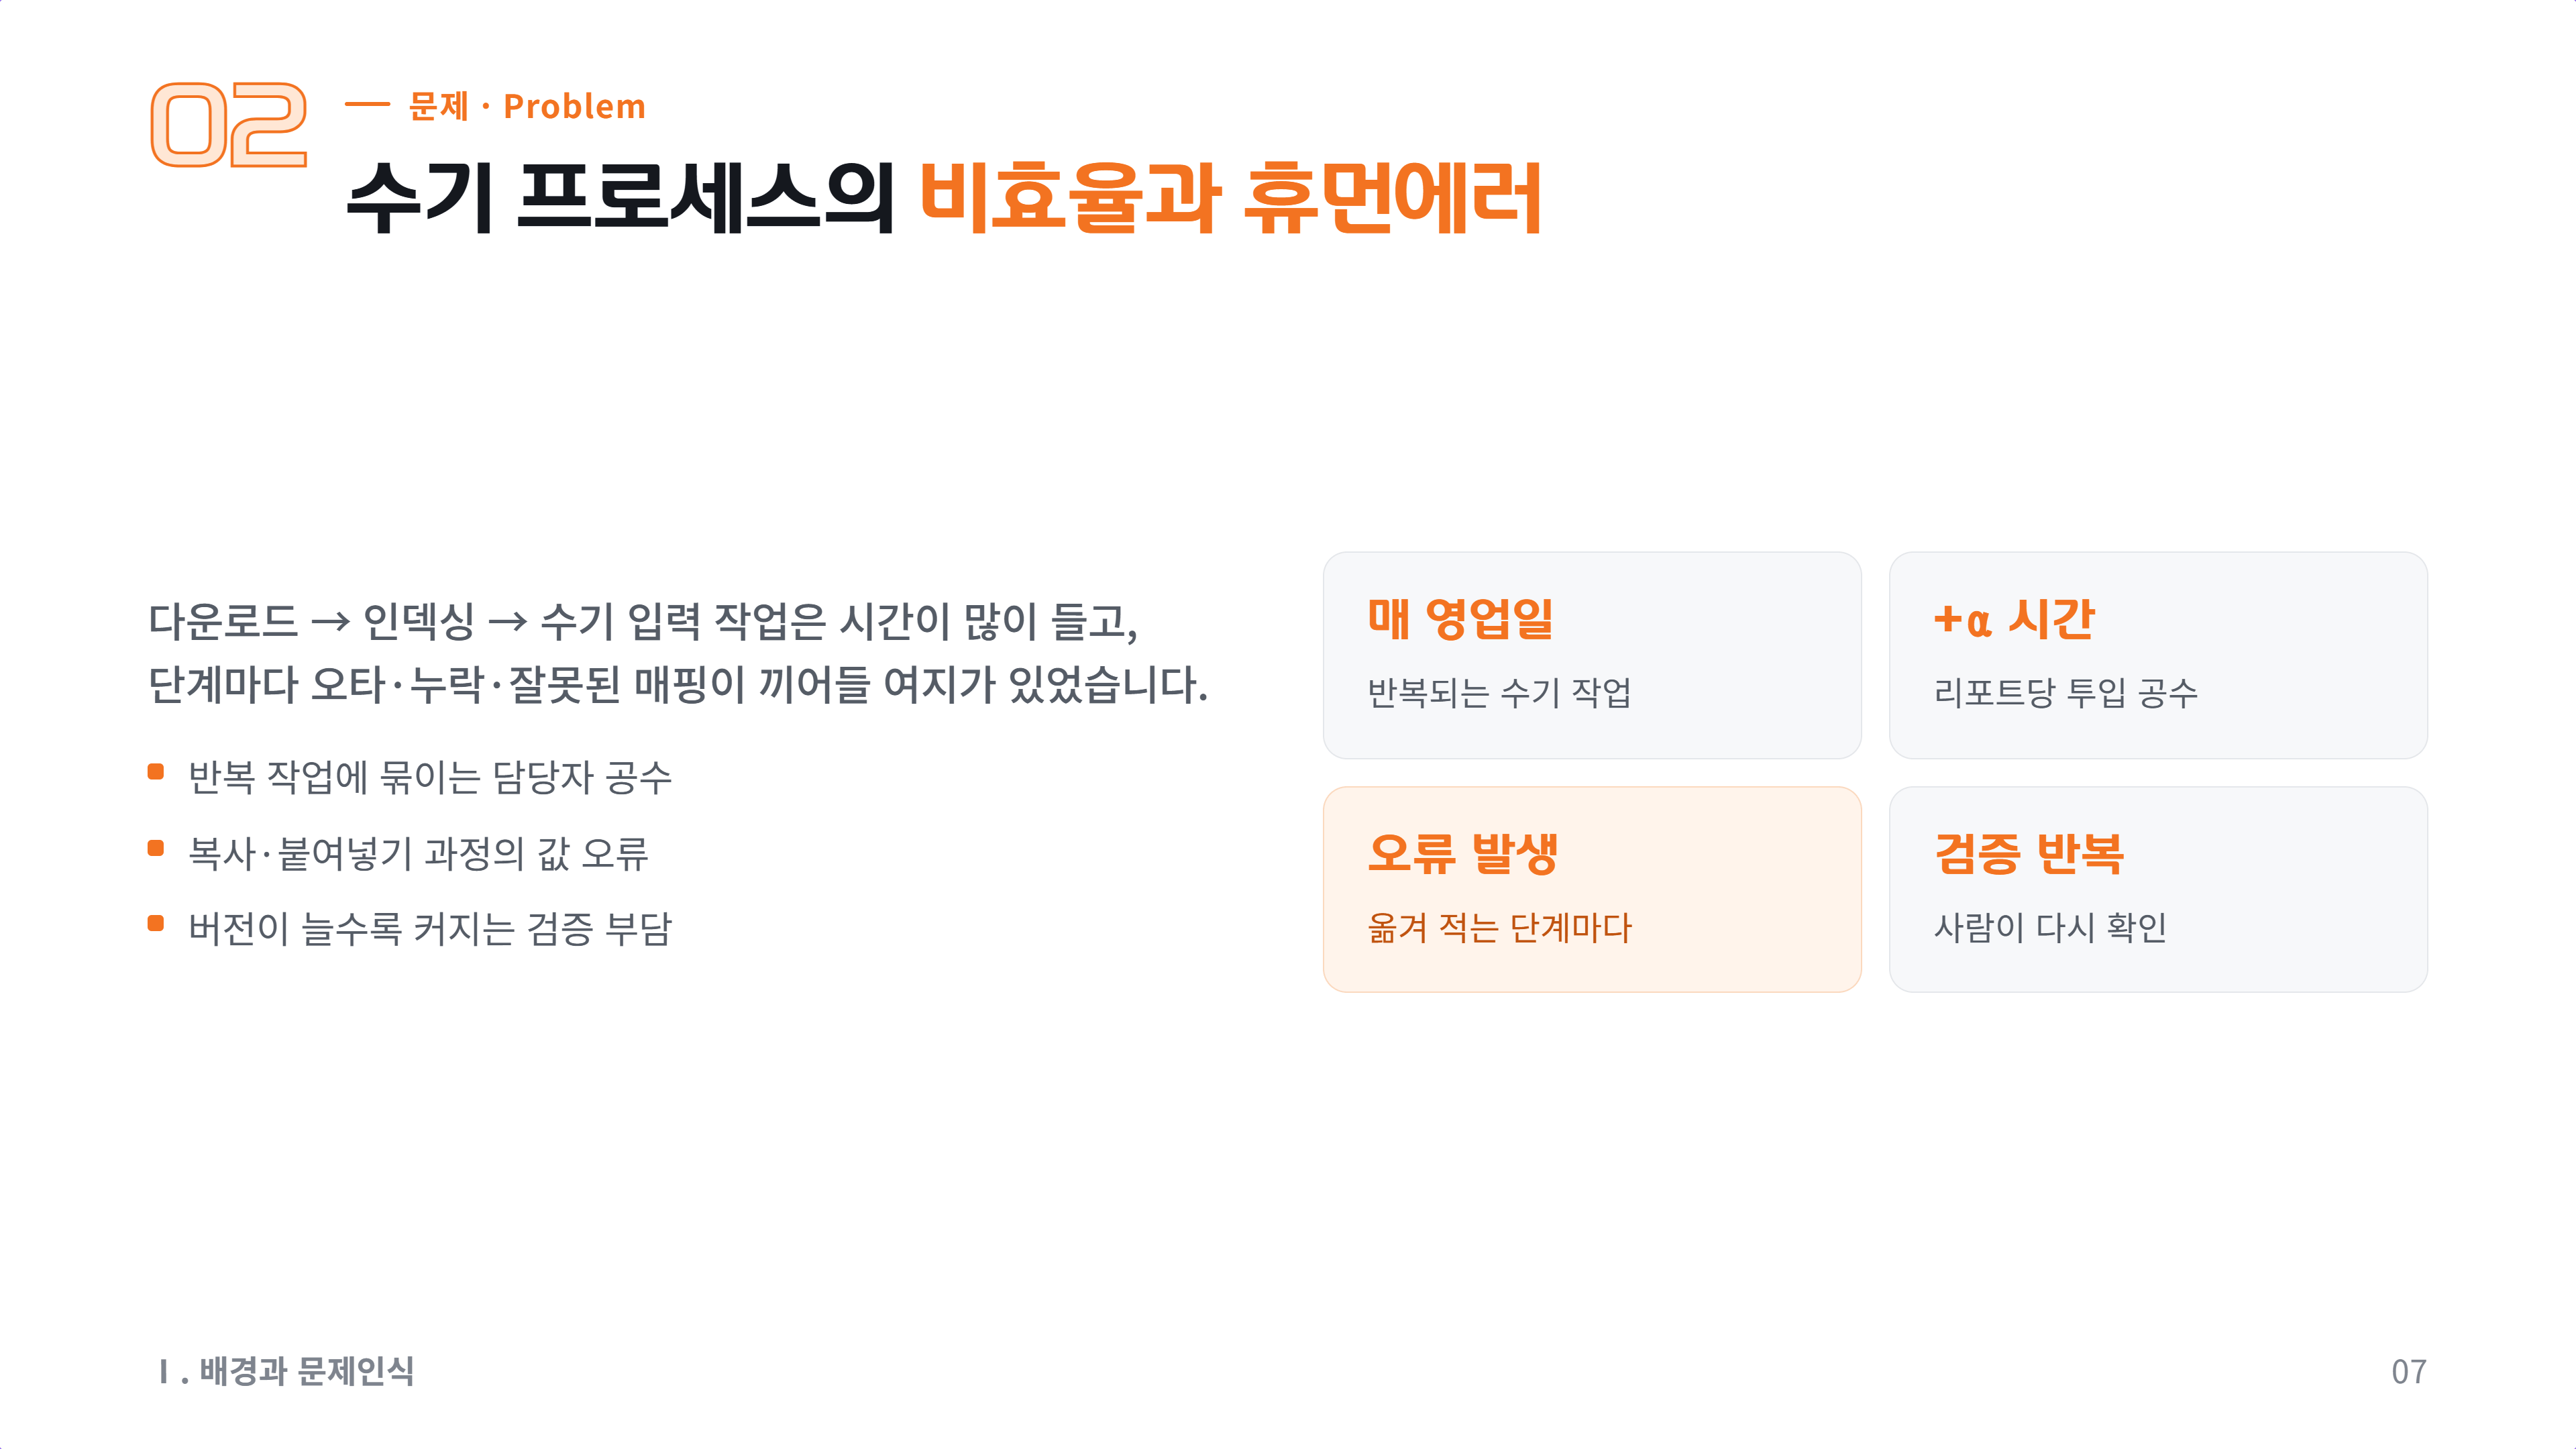 02
문제 · Problem
수기 프로세스의 비효율과 휴먼에러
다운로드 → 인덱싱 → 수기 입력 작업은 시간이 많이 들고,
단계마다 오타·누락·잘못된 매핑이 끼어들 여지가 있었습니다.
반복 작업에 묶이는 담당자 공수
복사·붙여넣기 과정의 값 오류
버전이 늘수록 커지는 검증 부담
매 영업일
반복되는 수기 작업
+α 시간
리포트당 투입 공수
오류 발생
옮겨 적는 단계마다
검증 반복
사람이 다시 확인
Ⅰ. 배경과 문제인식
07